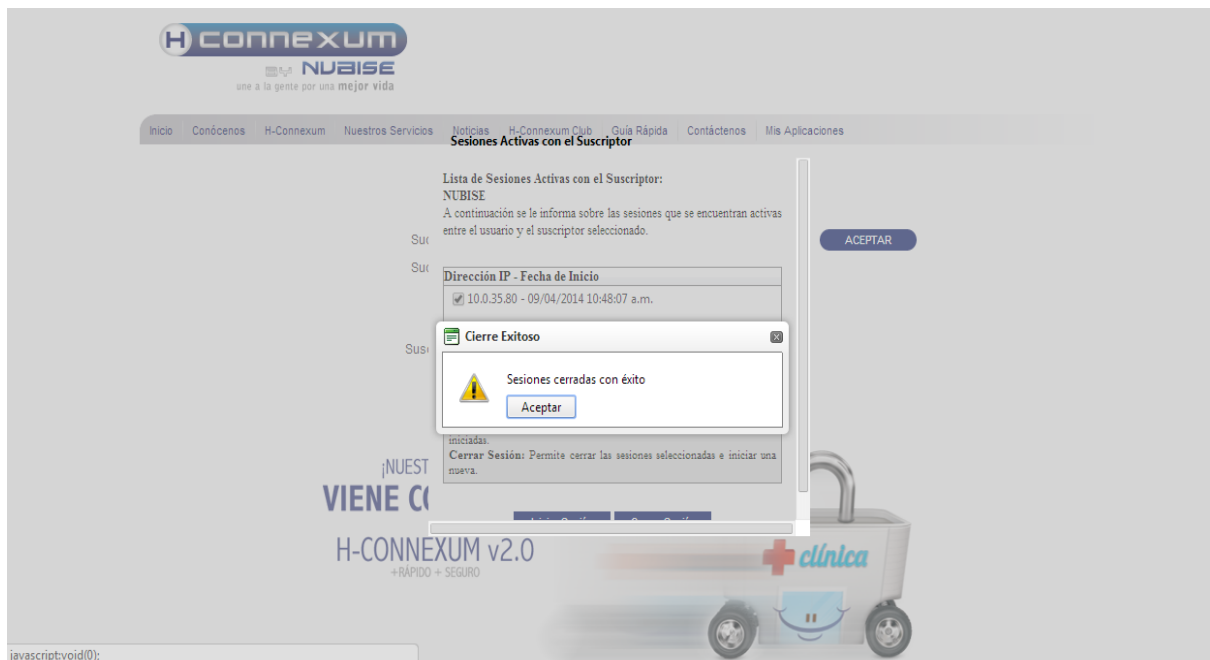 H connexum
by NUBISE
une a la gente por una mejor vida
Inicio Conócenos H-Connexum Nuestros Servicios Noticias H-Connexum Club Guía Rápida Contáctenos Mis Aplicaciones
Sesiones Activas con el Suscriptor
Lista de Sesiones Activas con el Suscriptor:
NUBISE
A continuación se le informa sobre las sesiones que se encuentran activas
entre el usuario y el suscriptor seleccionado.
ACEPTAR
Dirección IP - Fecha de Inicio
10.0.35.80 - 09/04/2014 10:48:07 a.m.
Cierre Exitoso
Sesiones cerradas con éxito
Aceptar
iniciadas.
Cerrar Sesión: Permite cerrar las sesiones seleccionadas e iniciar una
nueva.
¡NUEST
VIENE CO
H-CONNEXUM v2.0
+RÁPIDO + SEGURO
clínica
javascript:void(0);